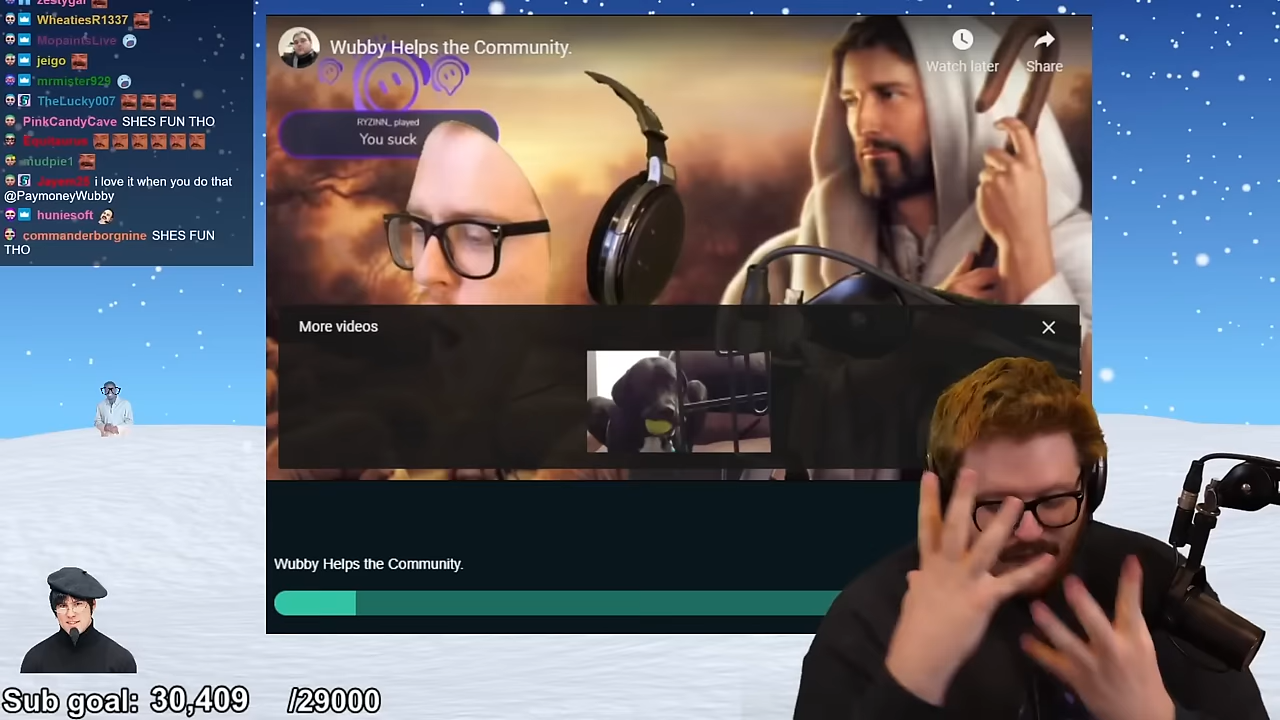 zestygal
WheatiesR1337
MopaintsLive
jeigo
mrmister929
TheLucky007
PinkCandyCave SHES FUN THO
mudpie1
i love it when you do that
@PaymoneyWubby
huniesoft
commanderborgnine SHES FUN
THO
Wubby Helps the Community.
Watch later
Share
RYZINN_ played
You suck
More videos
Wubby Helps the Community.
Sub goal: 30,409 /29000